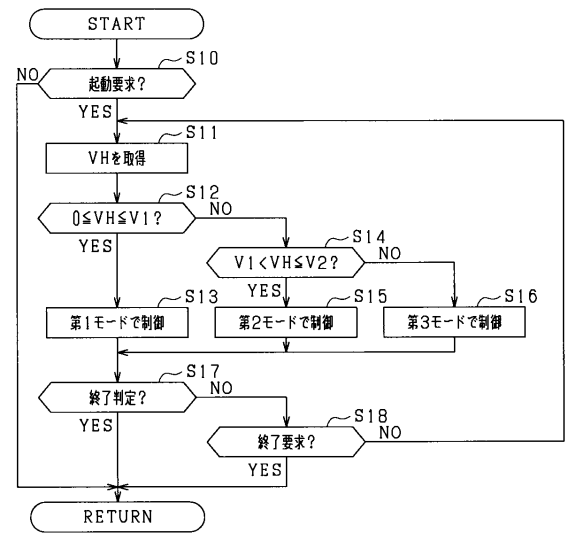 START
S10
NO
起動要求?
YES
S11
VHを取得
S12
0≦VH≦V1?
NO
YES
S14
V1<VH≦V2?
NO
YES
S13
第1モードで制御
S15
第2モードで制御
S16
第3モードで制御
S17
終了判定?
NO
YES
S18
終了要求?
NO
YES
RETURN